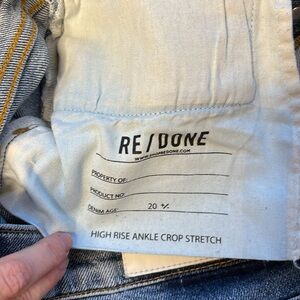 RE/DONE
WWW.SHOPREDONE.COM
PROPERTY OF:
PRODUCT NO:
DENIM AGE: 20 +/-
HIGH RISE ANKLE CROP STRETCH